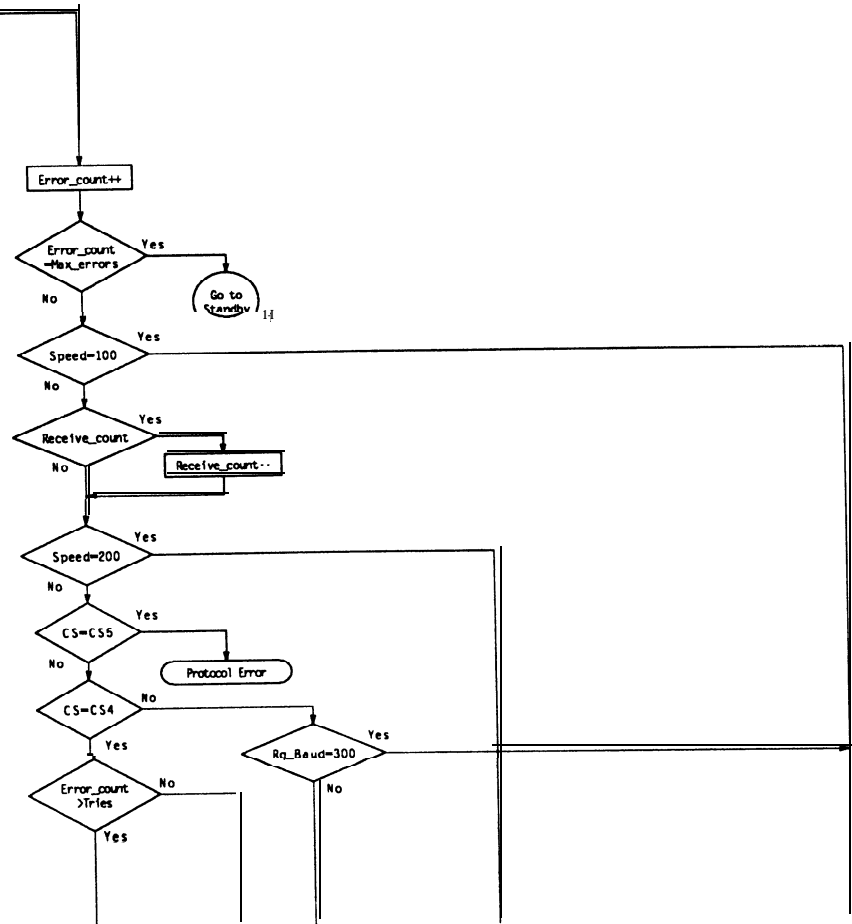 Error_count++
Error_count
=Max_errors
Yes
No
Go to
Standby
Speed=100
Yes
No
Receive_count
Yes
No
Receive_count--
Speed=200
Yes
No
CS=CS5
Yes
No
Protocol Error
CS=CS4
No
Yes
Rq_Baud=300
Yes
No
Error_count
>Tries
No
Yes